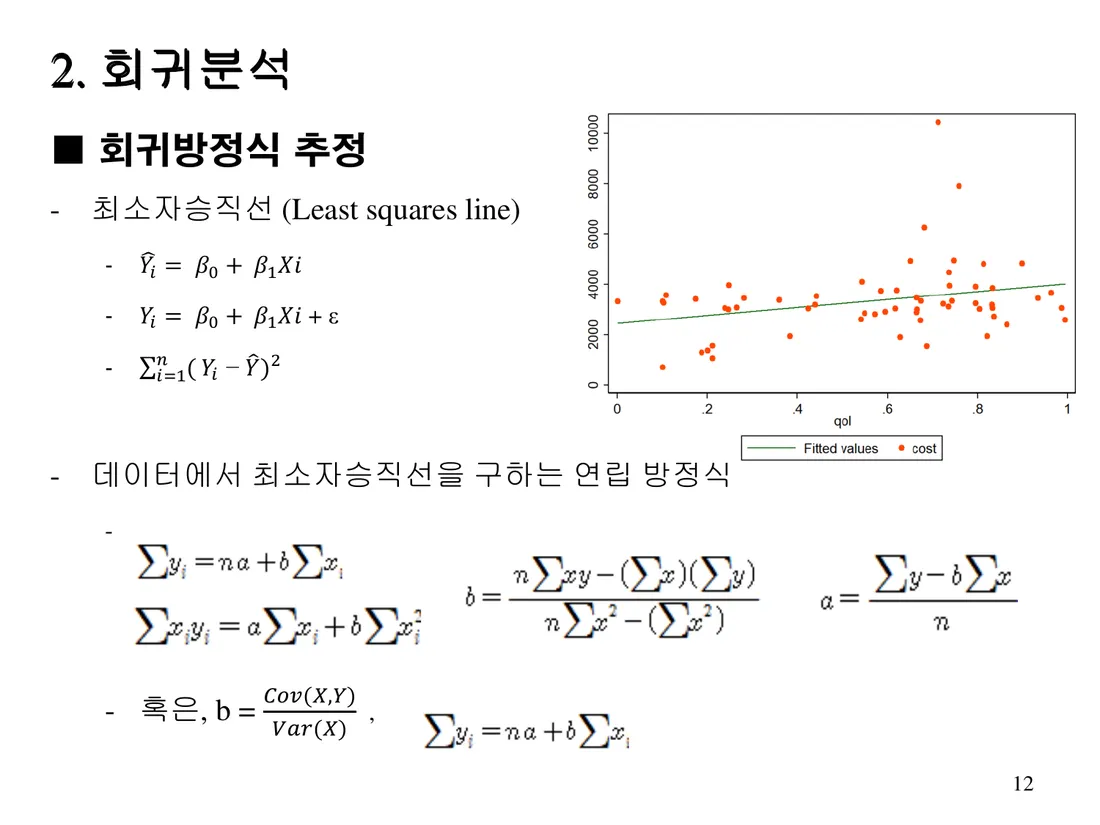 2. 회귀분석
■ 회귀방정식 추정
- 최소자승직선 (Least squares line)
- Ŷᵢ = β₀ + β₁Xi
- Yᵢ = β₀ + β₁Xi + ε
- ∑ⁿᵢ₌₁(Yᵢ − Ŷ)²
10000
8000
6000
4000
2000
0
0 .2 .4 .6 .8 1
qol
Fitted values cost
- 데이터에서 최소자승직선을 구하는 연립 방정식
-
∑yᵢ = na + b∑xᵢ
∑xᵢyᵢ = a∑xᵢ + b∑xᵢ²
b = (n∑xy − (∑x)(∑y)) / (n∑x² − (∑x²))
a = (∑y − b∑x) / n
- 혹은, b = Cov(X,Y) / Var(X) ,
∑yᵢ = na + b∑xᵢ
12